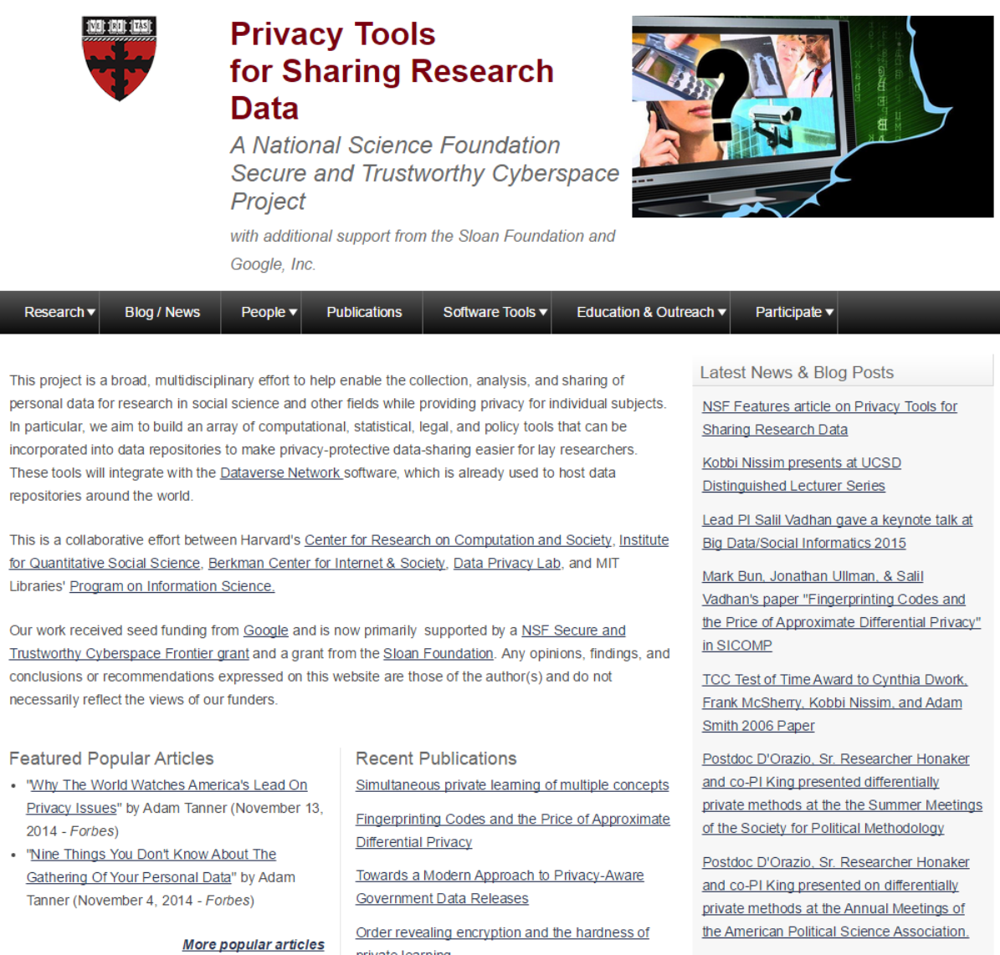 VE RI TAS
Privacy Tools
for Sharing Research
Data
A National Science Foundation
Secure and Trustworthy Cyberspace
Project
with additional support from the Sloan Foundation and
Google, Inc.
?
Research ▾ Blog / News People ▾ Publications Software Tools ▾ Education & Outreach ▾ Participate ▾
This project is a broad, multidisciplinary effort to help enable the collection, analysis, and sharing of
personal data for research in social science and other fields while providing privacy for individual subjects.
In particular, we aim to build an array of computational, statistical, legal, and policy tools that can be
incorporated into data repositories to make privacy-protective data-sharing easier for lay researchers.
These tools will integrate with the Dataverse Network software, which is already used to host data
repositories around the world.
This is a collaborative effort between Harvard's Center for Research on Computation and Society, Institute
for Quantitative Social Science, Berkman Center for Internet & Society, Data Privacy Lab, and MIT
Libraries' Program on Information Science.
Our work received seed funding from Google and is now primarily supported by a NSF Secure and
Trustworthy Cyberspace Frontier grant and a grant from the Sloan Foundation. Any opinions, findings, and
conclusions or recommendations expressed on this website are those of the author(s) and do not
necessarily reflect the views of our funders.
Featured Popular Articles
• "Why The World Watches America's Lead On
Privacy Issues" by Adam Tanner (November 13,
2014 - Forbes)
• "Nine Things You Don't Know About The
Gathering Of Your Personal Data" by Adam
Tanner (November 4, 2014 - Forbes)
More popular articles
Recent Publications
Simultaneous private learning of multiple concepts
Fingerprinting Codes and the Price of Approximate
Differential Privacy
Towards a Modern Approach to Privacy-Aware
Government Data Releases
Order revealing encryption and the hardness of
private learning
Latest News & Blog Posts
NSF Features article on Privacy Tools for
Sharing Research Data
Kobbi Nissim presents at UCSD
Distinguished Lecturer Series
Lead PI Salil Vadhan gave a keynote talk at
Big Data/Social Informatics 2015
Mark Bun, Jonathan Ullman, & Salil
Vadhan's paper "Fingerprinting Codes and
the Price of Approximate Differential Privacy"
in SICOMP
TCC Test of Time Award to Cynthia Dwork,
Frank McSherry, Kobbi Nissim, and Adam
Smith 2006 Paper
Postdoc D'Orazio, Sr. Researcher Honaker
and co-PI King presented differentially
private methods at the the Summer Meetings
of the Society for Political Methodology
Postdoc D'Orazio, Sr. Researcher Honaker
and co-PI King presented on differentially
private methods at the Annual Meetings of
the American Political Science Association.